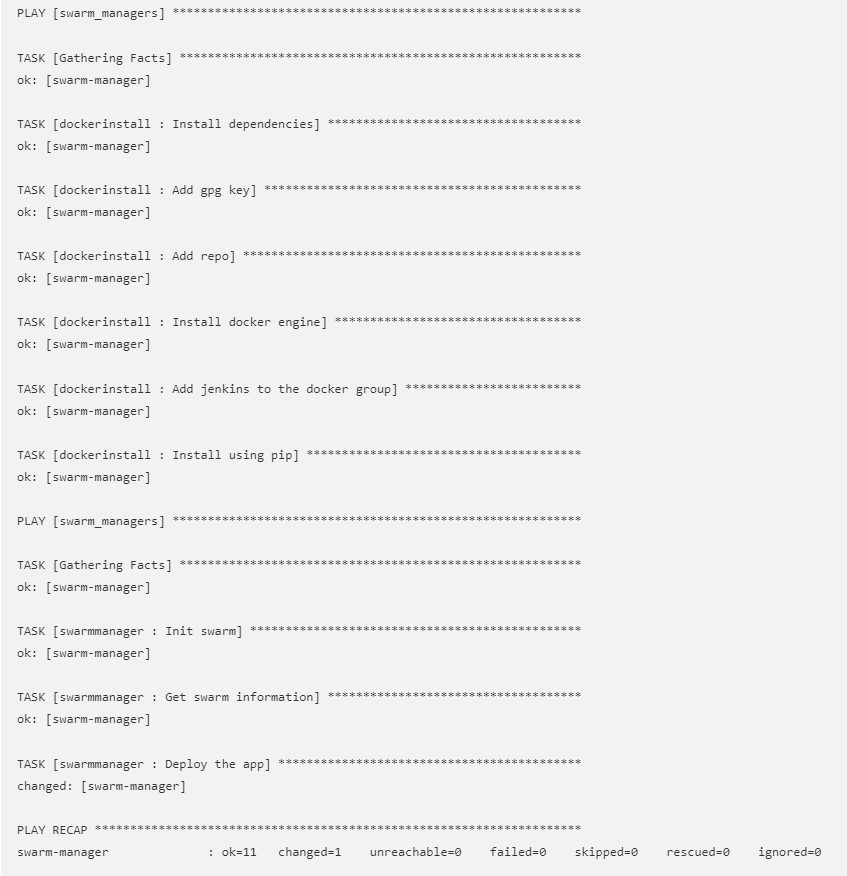 PLAY [swarm_managers] **********************************************************
TASK [Gathering Facts] *********************************************************
ok: [swarm-manager]
TASK [dockerinstall : Install dependencies] ************************************
ok: [swarm-manager]
TASK [dockerinstall : Add gpg key] *********************************************
ok: [swarm-manager]
TASK [dockerinstall : Add repo] ************************************************
ok: [swarm-manager]
TASK [dockerinstall : Install docker engine] ***********************************
ok: [swarm-manager]
TASK [dockerinstall : Add jenkins to the docker group] *************************
ok: [swarm-manager]
TASK [dockerinstall : Install using pip] ***************************************
ok: [swarm-manager]
PLAY [swarm_managers] **********************************************************
TASK [Gathering Facts] *********************************************************
ok: [swarm-manager]
TASK [swarmmanager : Init swarm] ***********************************************
ok: [swarm-manager]
TASK [swarmmanager : Get swarm information] ************************************
ok: [swarm-manager]
TASK [swarmmanager : Deploy the app] *******************************************
changed: [swarm-manager]
PLAY RECAP *********************************************************************
swarm-manager              : ok=11   changed=1    unreachable=0    failed=0    skipped=0    rescued=0    ignored=0